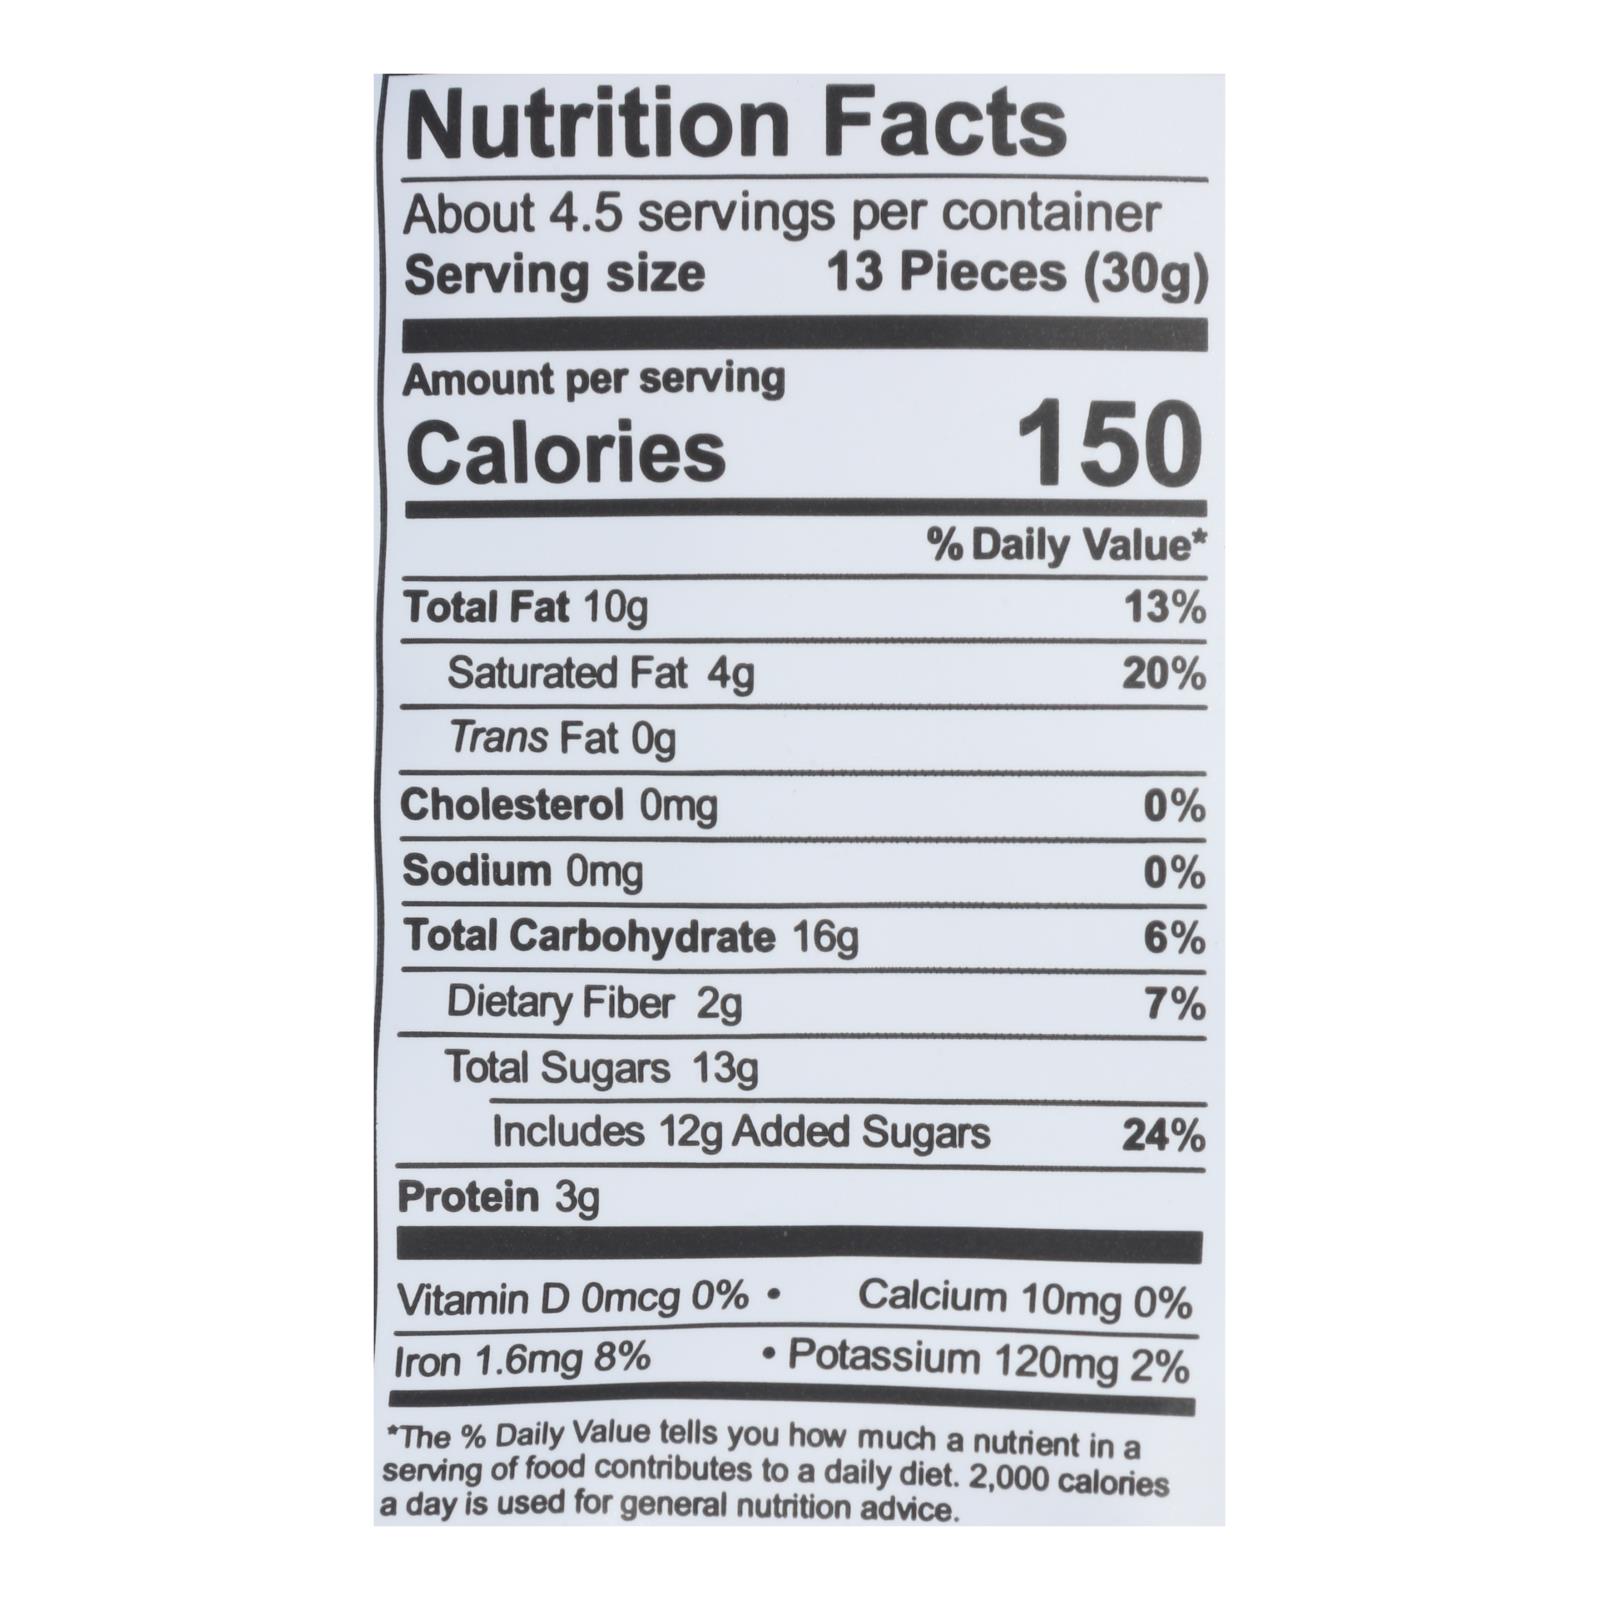 Nutrition Facts
About 4.5 servings per container
Serving size 13 Pieces (30g)
Amount per serving
Calories 150
% Daily Value*
Total Fat 10g 13%
Saturated Fat 4g 20%
Trans Fat 0g
Cholesterol 0mg 0%
Sodium 0mg 0%
Total Carbohydrate 16g 6%
Dietary Fiber 2g 7%
Total Sugars 13g
Includes 12g Added Sugars 24%
Protein 3g
Vitamin D 0mcg 0% • Calcium 10mg 0%
Iron 1.6mg 8% • Potassium 120mg 2%
*The % Daily Value tells you how much a nutrient in a
serving of food contributes to a daily diet. 2,000 calories
a day is used for general nutrition advice.